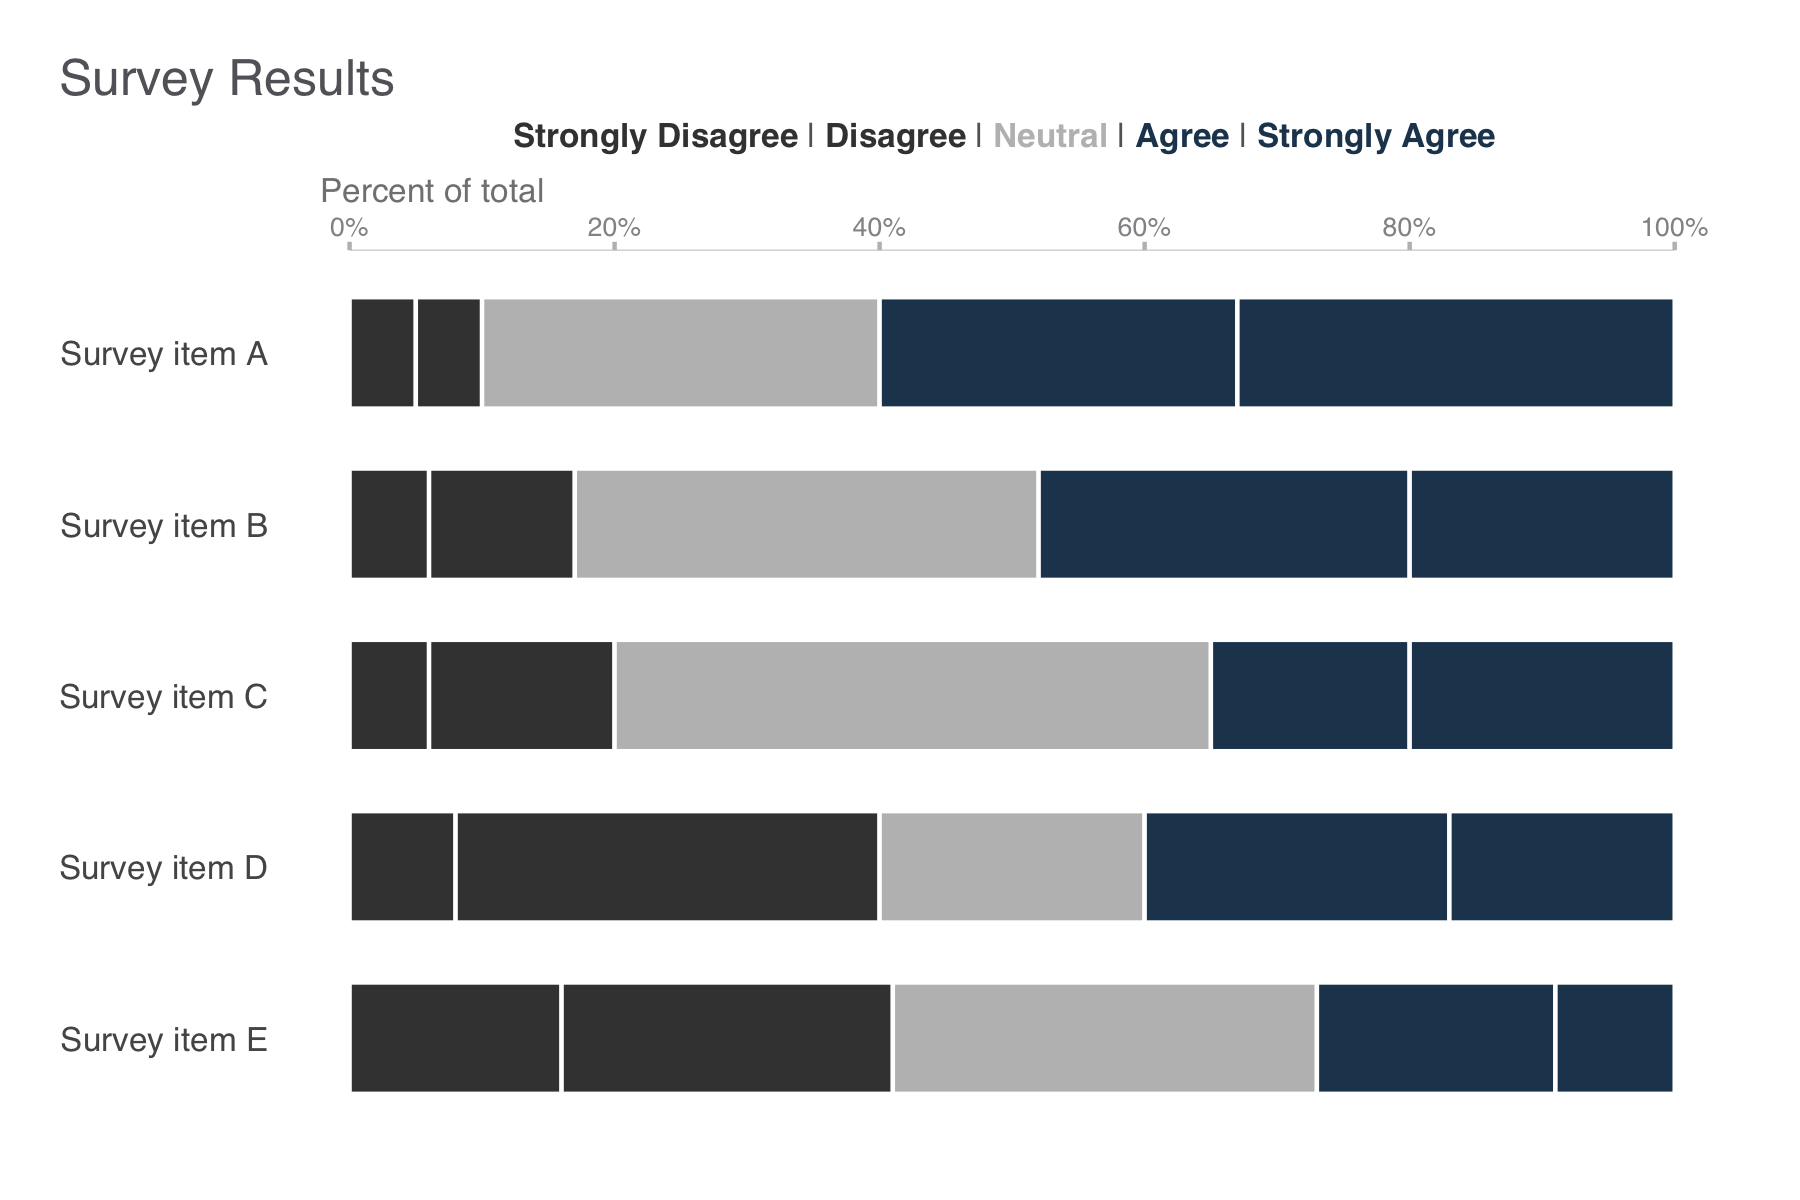 Survey Results
Strongly Disagree | Disagree | Neutral | Agree | Strongly Agree
Percent of total
0% 20% 40% 60% 80% 100%
Survey item A
Survey item B
Survey item C
Survey item D
Survey item E